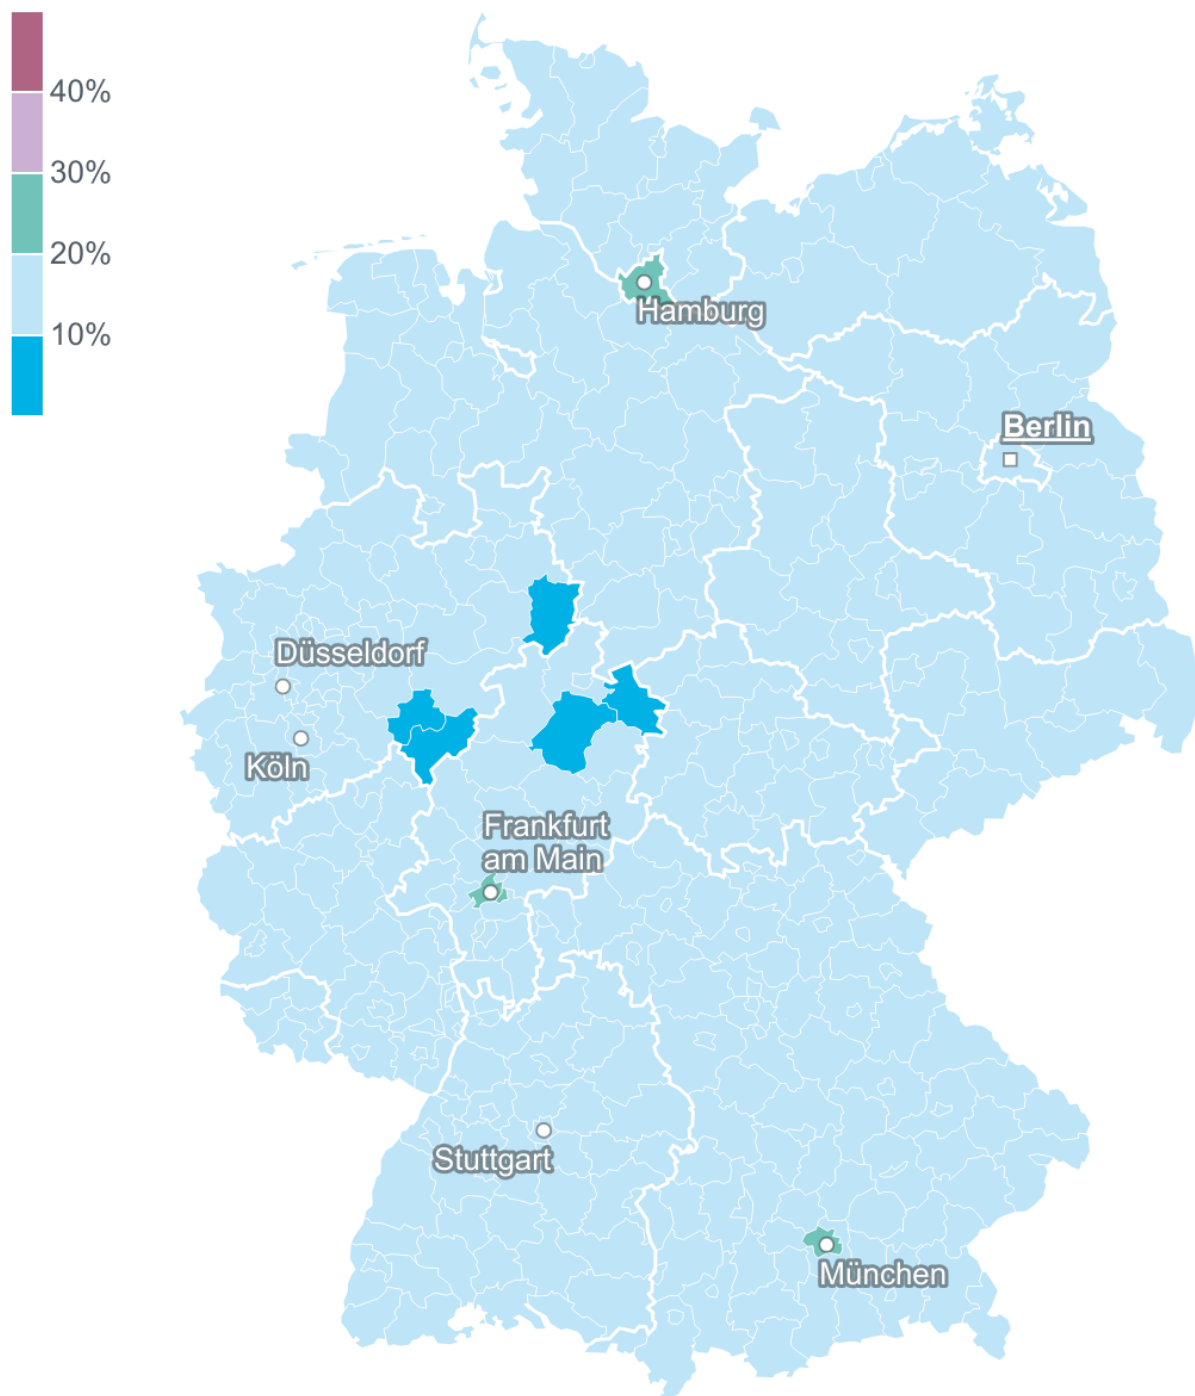 40%
30%
20%
10%
Hamburg
Berlin
Düsseldorf
Köln
Frankfurt
am Main
Stuttgart
München